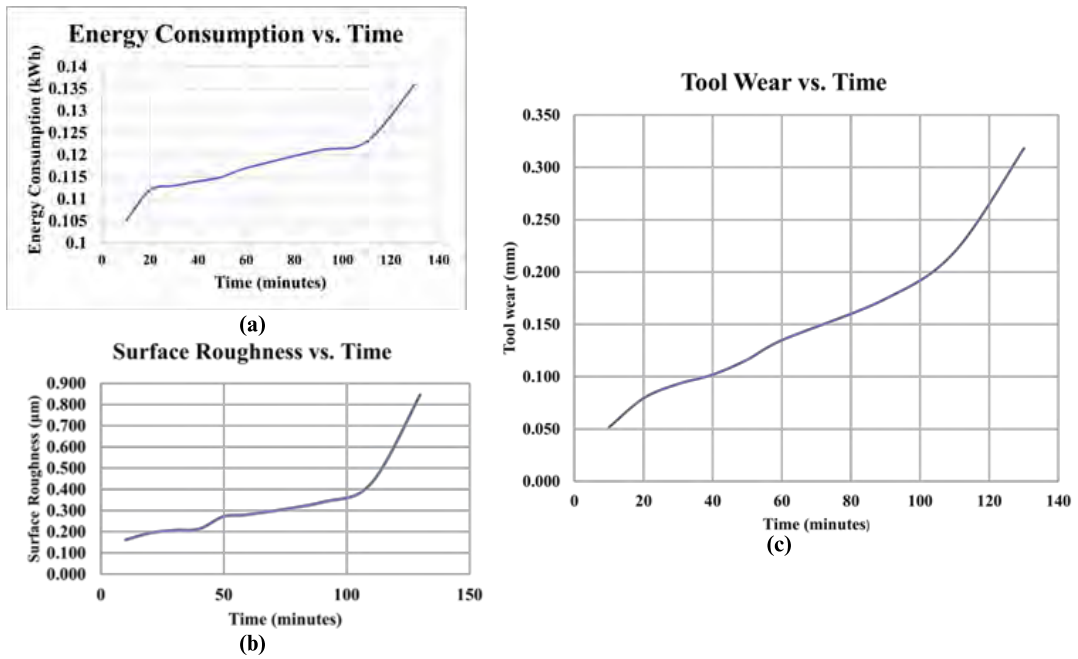 Energy Consumption vs. Time
Energy Consumption (kWh)
0.14
0.135
0.13
0.125
0.12
0.115
0.11
0.105
0.1
0 20 40 60 80 100 120 140
Time (minutes)
(a)
Surface Roughness vs. Time
Surface Roughness (μm)
0.900
0.800
0.700
0.600
0.500
0.400
0.300
0.200
0.100
0.000
0 50 100 150
Time (minutes)
(b)
Tool Wear vs. Time
Tool wear (mm)
0.350
0.300
0.250
0.200
0.150
0.100
0.050
0.000
0 20 40 60 80 100 120 140
Time (minutes)
(c)